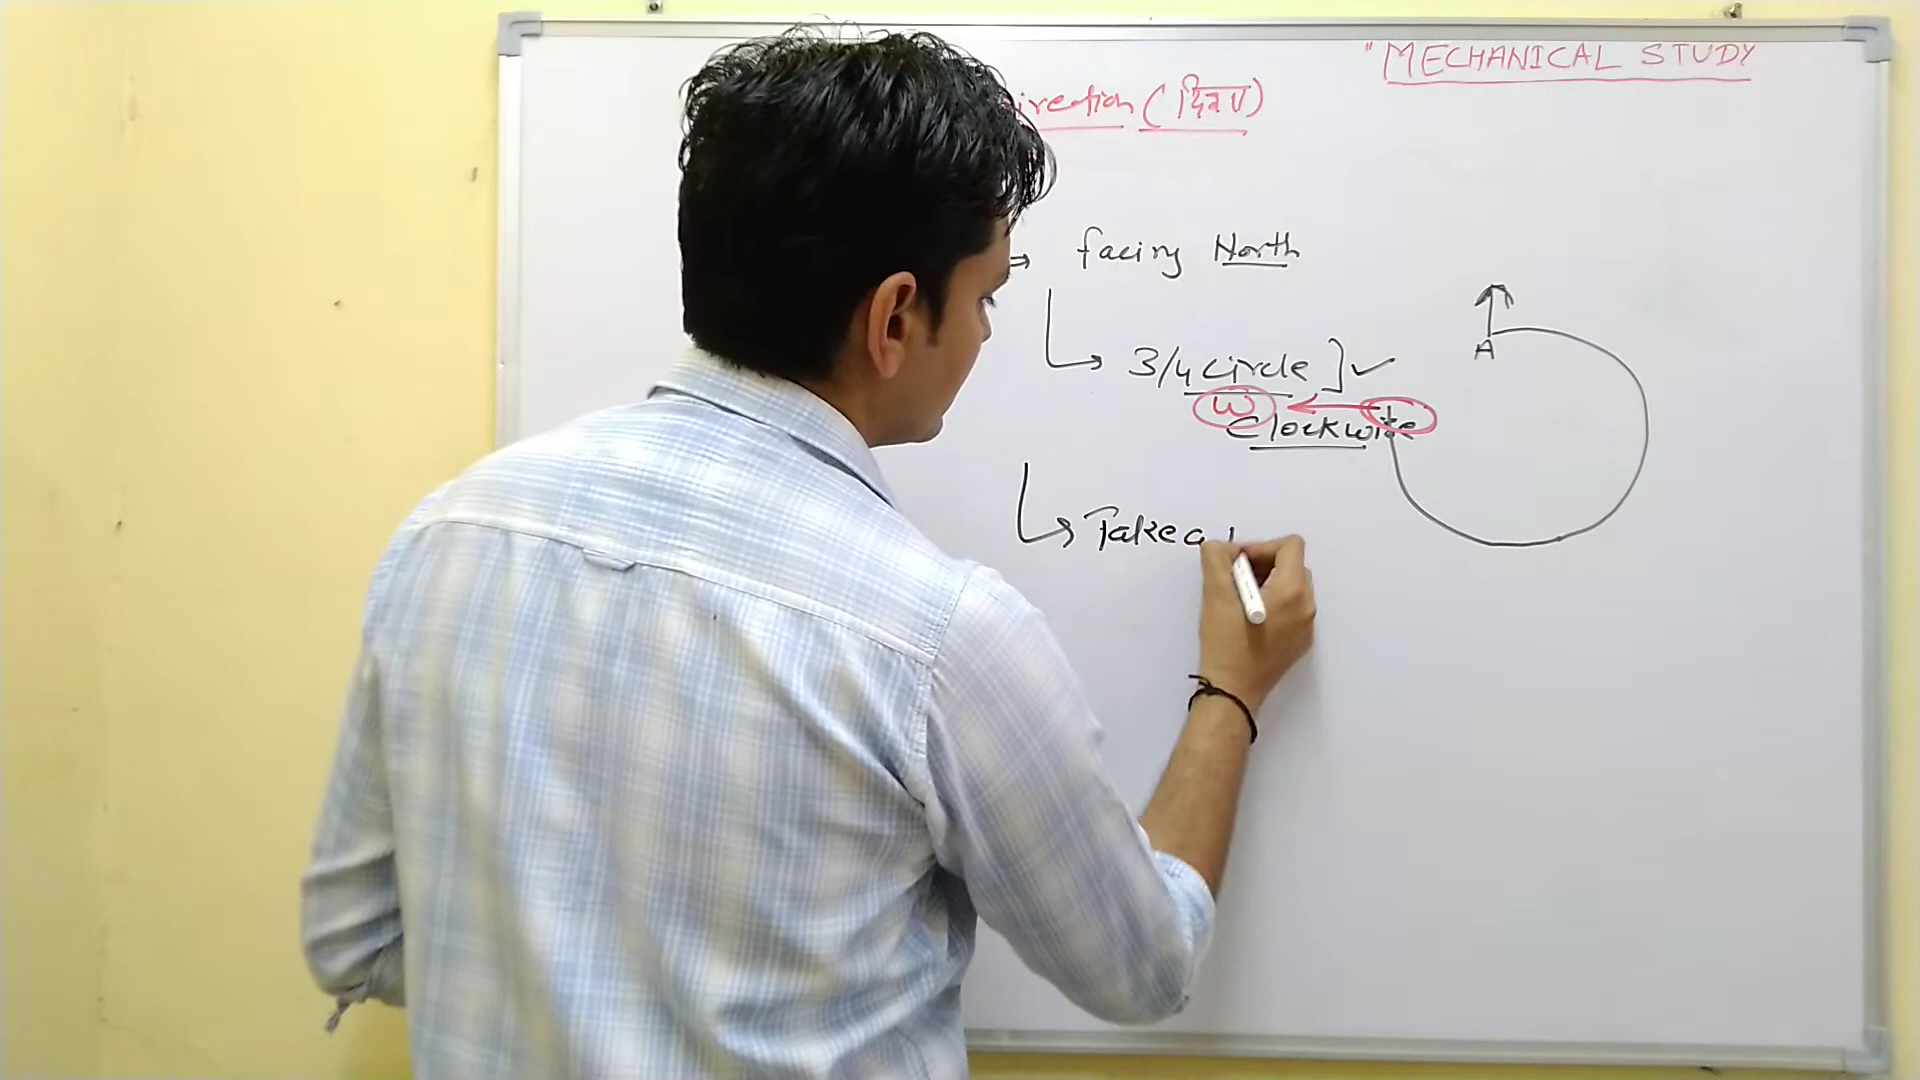 "MECHANICAL STUDY
irection (दिशा)
⇒ facing North
↳ 3/4 circle ] ✓
W ←
Clockwise
A
↳ Take a